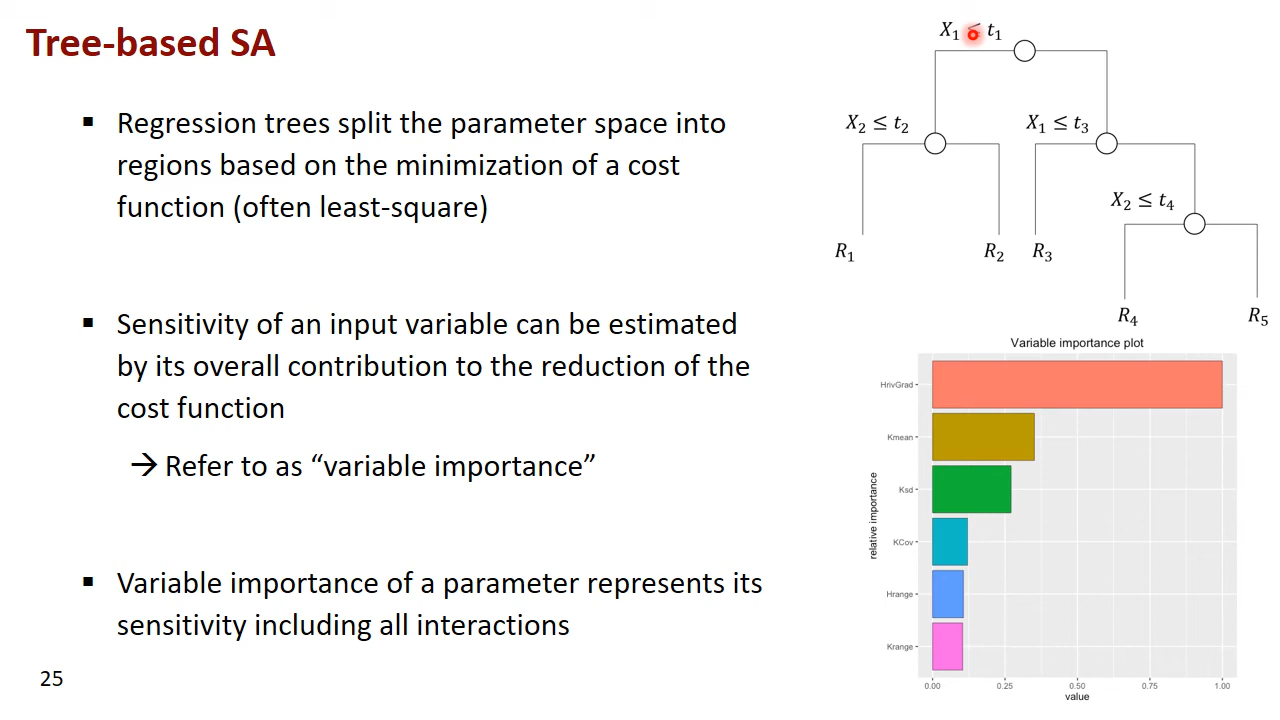 Tree-based SA
▪ Regression trees split the parameter space into
regions based on the minimization of a cost
function (often least-square)
▪ Sensitivity of an input variable can be estimated
by its overall contribution to the reduction of the
cost function
→ Refer to as “variable importance”
▪ Variable importance of a parameter represents its
sensitivity including all interactions
25
X₁ ≤ t₁
X₂ ≤ t₂
X₁ ≤ t₃
X₂ ≤ t₄
R₁
R₂
R₃
R₄
R₅
Variable importance plot
relative importance
HrivGrad
Kmean
Ksd
KCov
Hrange
Krange
0.00 0.25 0.50 0.75 1.00
value